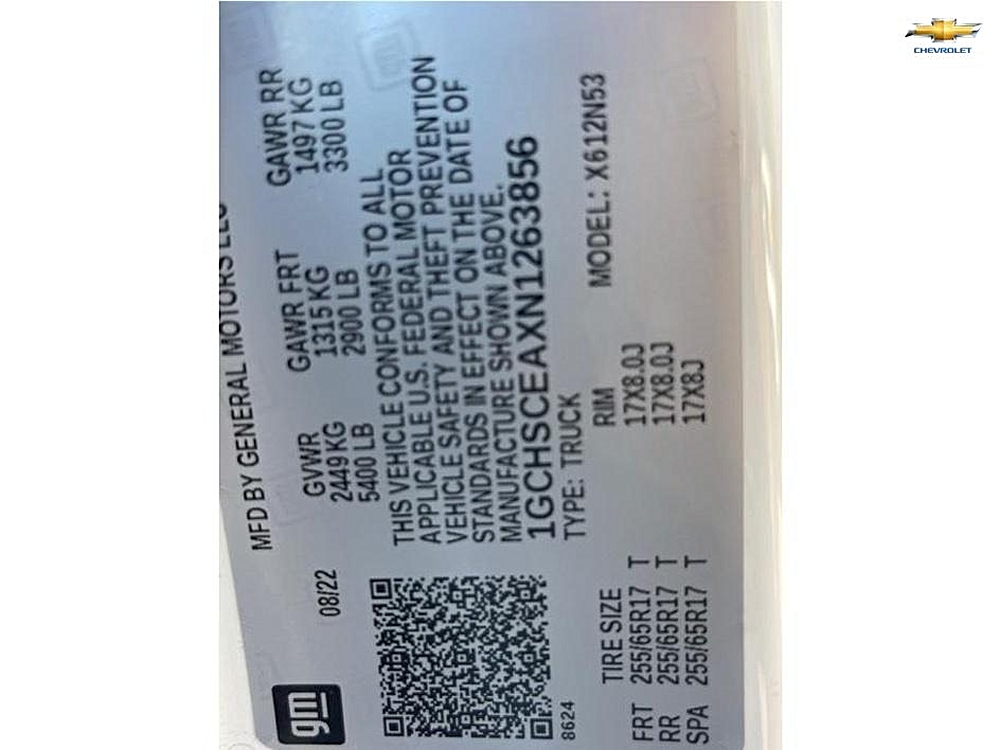 CHEVROLET
gm
MFD BY GENERAL MOTORS LLC
08/22
GVWR GAWR FRT GAWR RR
2449 KG 1315 KG 1497 KG
5400 LB 2900 LB 3300 LB
THIS VEHICLE CONFORMS TO ALL
APPLICABLE U.S. FEDERAL MOTOR
VEHICLE SAFETY AND THEFT PREVENTION
STANDARDS IN EFFECT ON THE DATE OF
MANUFACTURE SHOWN ABOVE.
1GCHSCEAXN1263856
8624
TYPE: TRUCK MODEL: X612N53
TIRE SIZE RIM
FRT 255/65R17 T 17X8.0J
RR 255/65R17 T 17X8.0J
SPA 255/65R17 T 17X8J